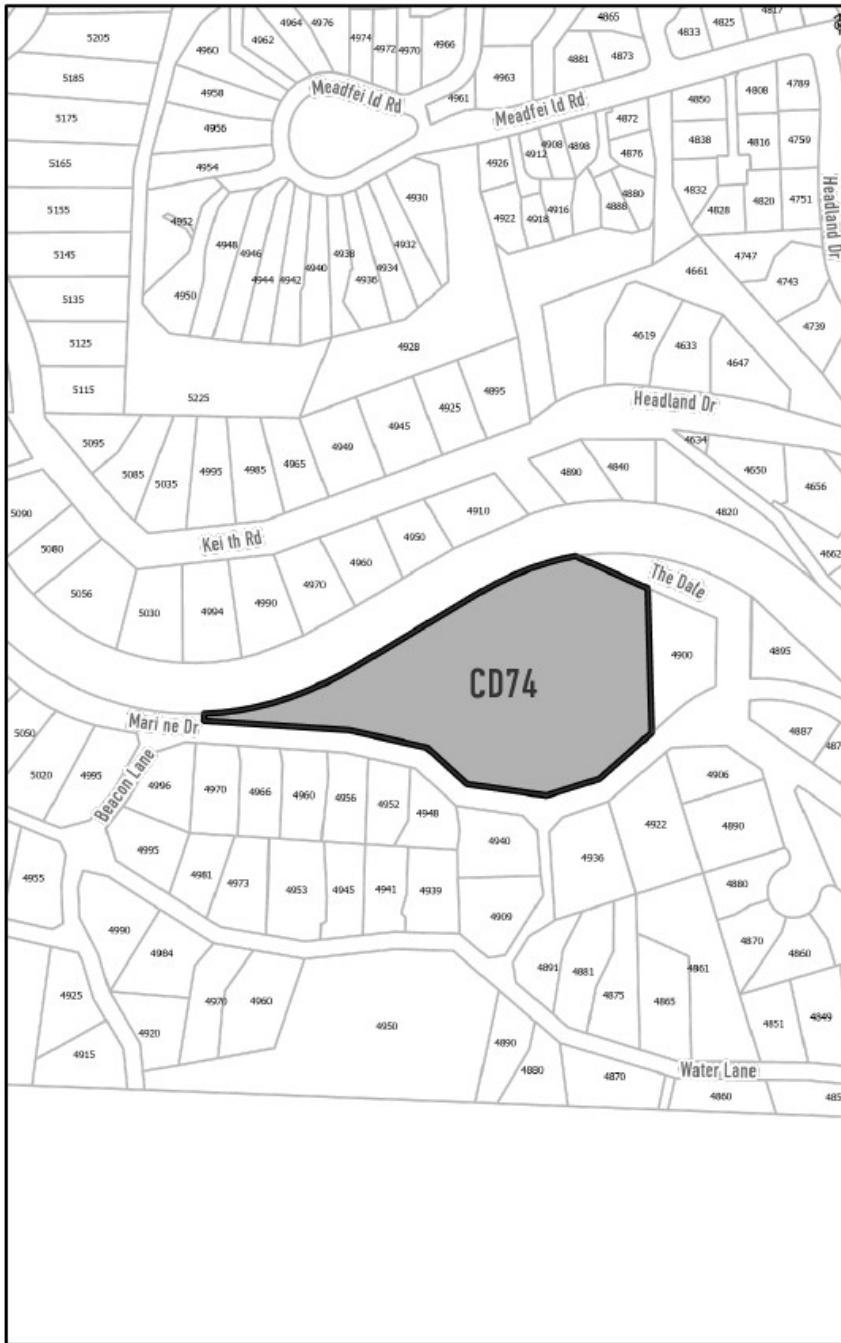 4964 4976 4865 4825 4817
5205 4960 4962 4974 4972 4970 4966 4833
4881 4873
5185 4963
4958 Meadfei ld Rd 4961 4850 4808 4789
5175 4956 Meadfei ld Rd 4872
4908 4898 4838 4816 4759
5165 4954 4926 4912 4876
4930 4832 4880 4820 4751
5155 4952 4922 4918 4916 4888 4828 Headland Dr
4948 4946 4938 4932
5145 4944 4942 4940 4936 4934 4661 4747
4950 4743
5135 4739
4619 4633
5125 4928 4647
5115 5225 4895
4945 4925 Headland Dr
5095 4949 4634
5085 5035 4995 4985 4965 4890 4840 4650 4656
5090 4910 4820
Kei th Rd 4950
5080 4960 4662
5056 4970 The Dale
5030 4994 4990
4900 4895
CD74
Mari ne Dr
5050 4887
5020 4995 Beacon Lane 4996 4970 4966 4960 4956 4952 4948 4906
4940 4922 4890
4995 4936
4955 4981 4973 4953 4945 4941 4939 4880
4909
4990 4870 4860
4984 4891 4881 4861
4925 4970 4960 4875 4865
4920 4950 4851 4849
4915 4890
4880 4870 Water Lane
4860